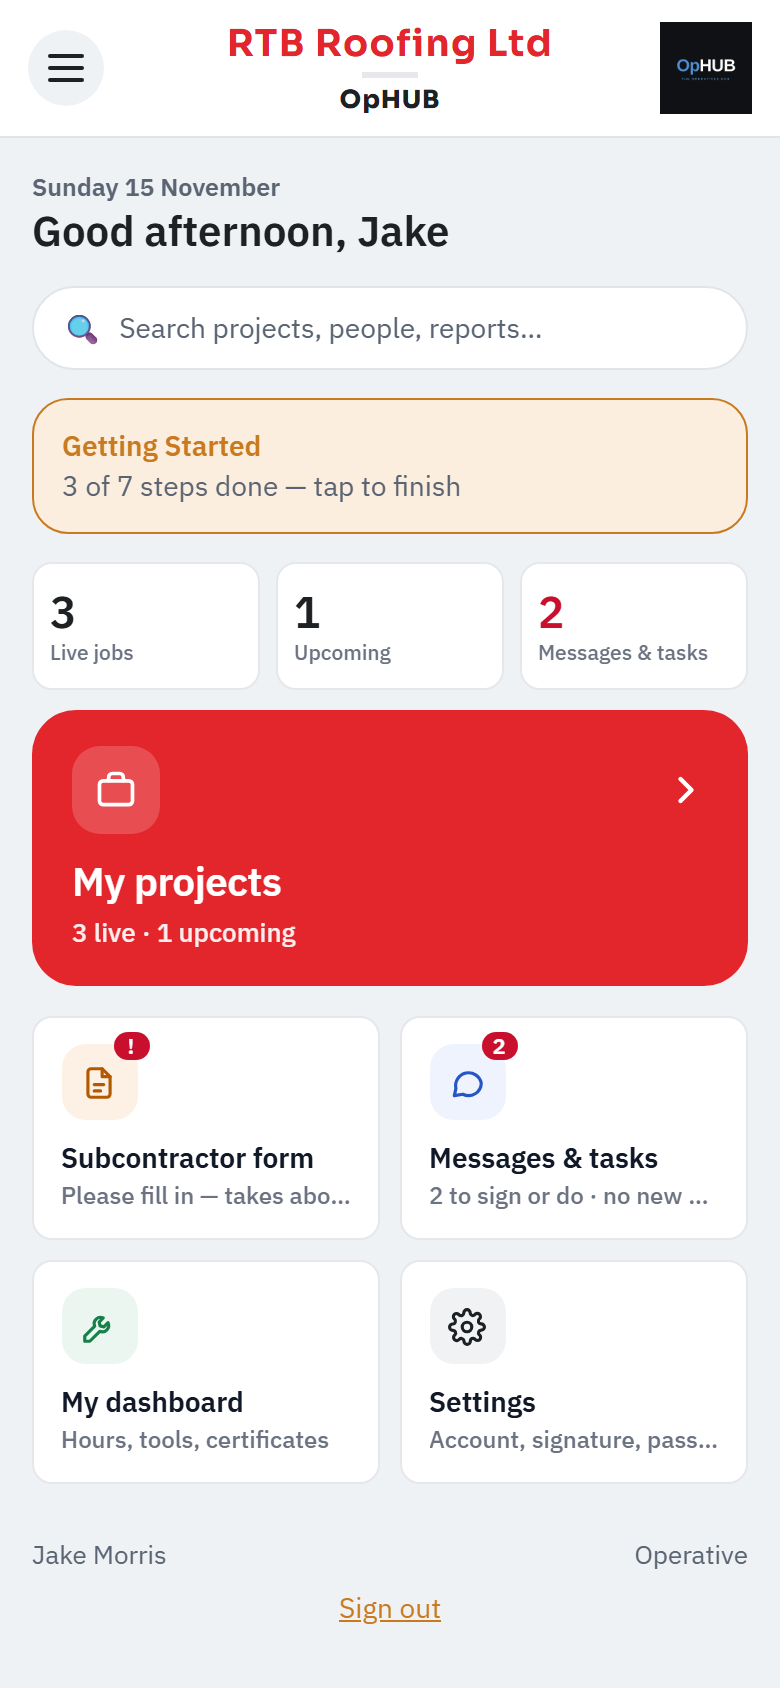 RTB Roofing Ltd
OpHUB
OpHUB
Sunday 15 November
Good afternoon, Jake
Search projects, people, reports...
Getting Started
3 of 7 steps done — tap to finish
3
Live jobs
1
Upcoming
2
Messages & tasks
My projects
3 live · 1 upcoming
!
Subcontractor form
Please fill in — takes abo...
2
Messages & tasks
2 to sign or do · no new ...
My dashboard
Hours, tools, certificates
Settings
Account, signature, pass...
Jake Morris
Operative
Sign out